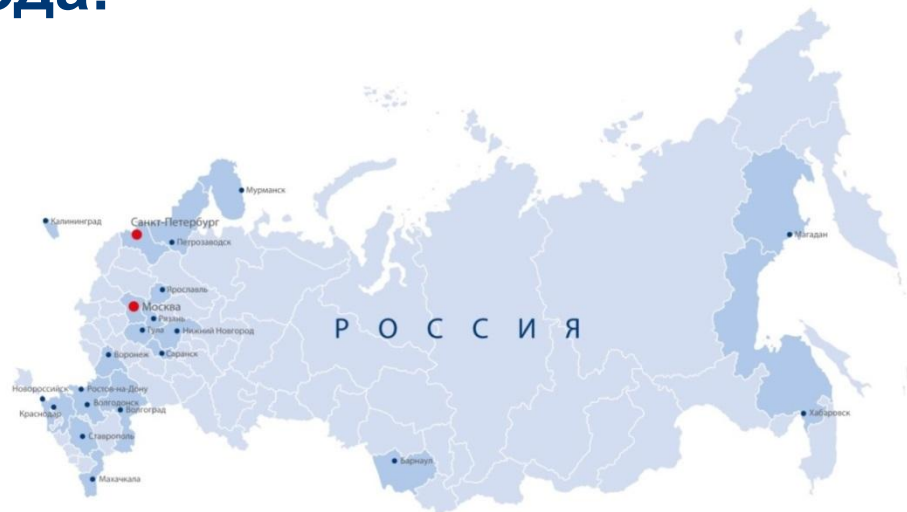 ода.
Мурманск
Калининград
Санкт-Петербург
Петрозаводск
Магадан
Ярославль
Москва
Рязань
Тула
Нижний Новгород
РОССИЯ
Воронеж
Саранск
Новороссийск
Ростов-на-Дону
Волгодонск
Краснодар
Волгоград
Хабаровск
Ставрополь
Барнаул
Махачкала